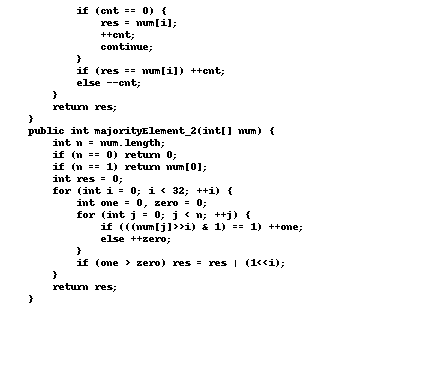 if (cnt == 0) {
                res = num[i];
                ++cnt;
                continue;
            }
            if (res == num[i]) ++cnt;
            else --cnt;
        }
        return res;
    }
    public int majorityElement_2(int[] num) {
        int n = num.length;
        if (n == 0) return 0;
        if (n == 1) return num[0];
        int res = 0;
        for (int i = 0; i < 32; ++i) {
            int one = 0, zero = 0;
            for (int j = 0; j < n; ++j) {
                if (((num[j]>>i) & 1) == 1) ++one;
                else ++zero;
            }
            if (one > zero) res = res | (1<<i);
        }
        return res;
    }